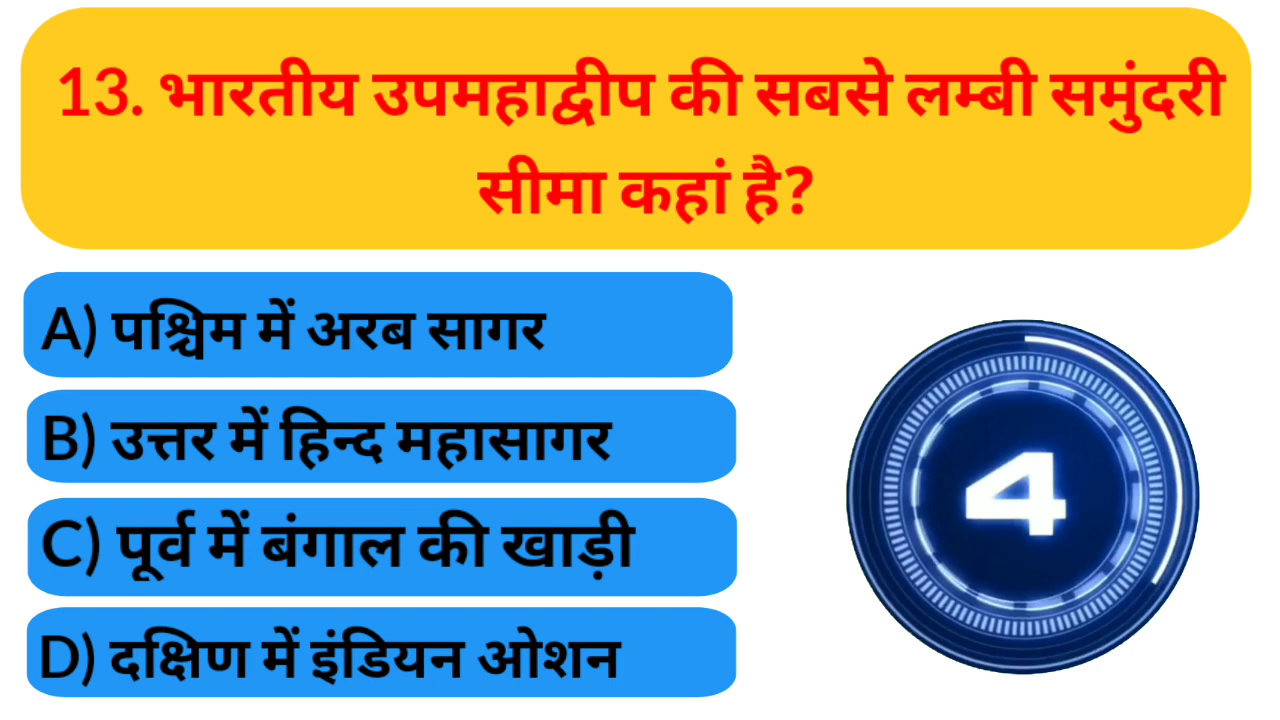 13. भारतीय उपमहाद्वीप की सबसे लम्बी समुंदरी
सीमा कहां है?
A) पश्चिम में अरब सागर
B) उत्तर में हिन्द महासागर
C) पूर्व में बंगाल की खाड़ी
D) दक्षिण में इंडियन ओशन
4